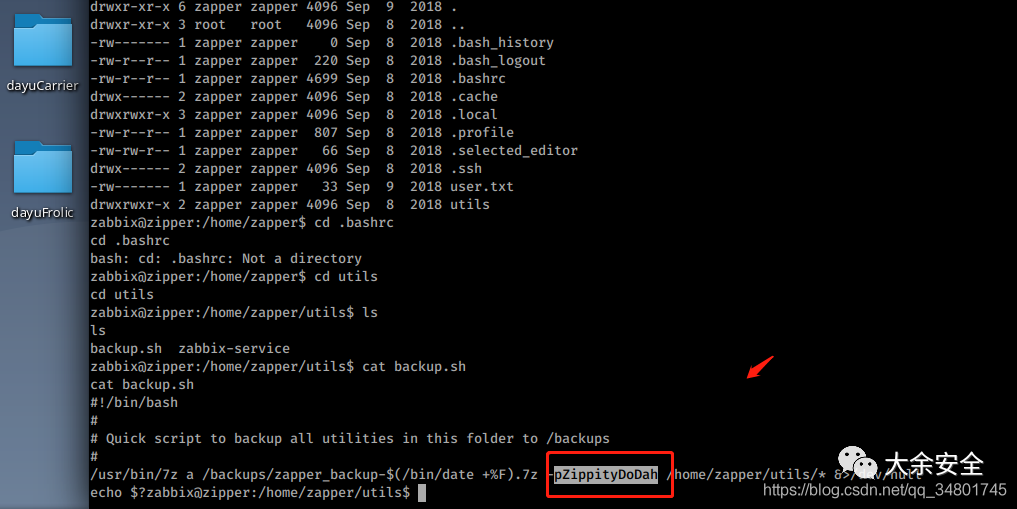 drwxr-xr-x 6 zapper zapper 4096 Sep  9  2018 .
drwxr-xr-x 3 root   root   4096 Sep  8  2018 ..
-rw------- 1 zapper zapper    0 Sep  8  2018 .bash_history
-rw-r--r-- 1 zapper zapper  220 Sep  8  2018 .bash_logout
-rw-r--r-- 1 zapper zapper 4699 Sep  8  2018 .bashrc
drwx------ 2 zapper zapper 4096 Sep  8  2018 .cache
drwxrwxr-x 3 zapper zapper 4096 Sep  8  2018 .local
-rw-r--r-- 1 zapper zapper  807 Sep  8  2018 .profile
-rw-rw-r-- 1 zapper zapper   66 Sep  8  2018 .selected_editor
drwx------ 2 zapper zapper 4096 Sep  8  2018 .ssh
-rw------- 1 zapper zapper   33 Sep  9  2018 user.txt
drwxrwxr-x 2 zapper zapper 4096 Sep  8  2018 utils
zabbix@zipper:/home/zapper$ cd .bashrc
cd .bashrc
bash: cd: .bashrc: Not a directory
zabbix@zipper:/home/zapper$ cd utils
cd utils
zabbix@zipper:/home/zapper/utils$ ls
ls
backup.sh  zabbix-service
zabbix@zipper:/home/zapper/utils$ cat backup.sh
cat backup.sh
#!/bin/bash
#
# Quick script to backup all utilities in this folder to /backups
#
/usr/bin/7z a /backups/zapper_backup-$(/bin/date +%F).7z -pZippityDoDah /home/zapper/utils/* &>/dev/null
echo $?zabbix@zipper:/home/zapper/utils$
dayuCarrier
dayuFrolic
大余安全
https://blog.csdn.net/qq_34801745